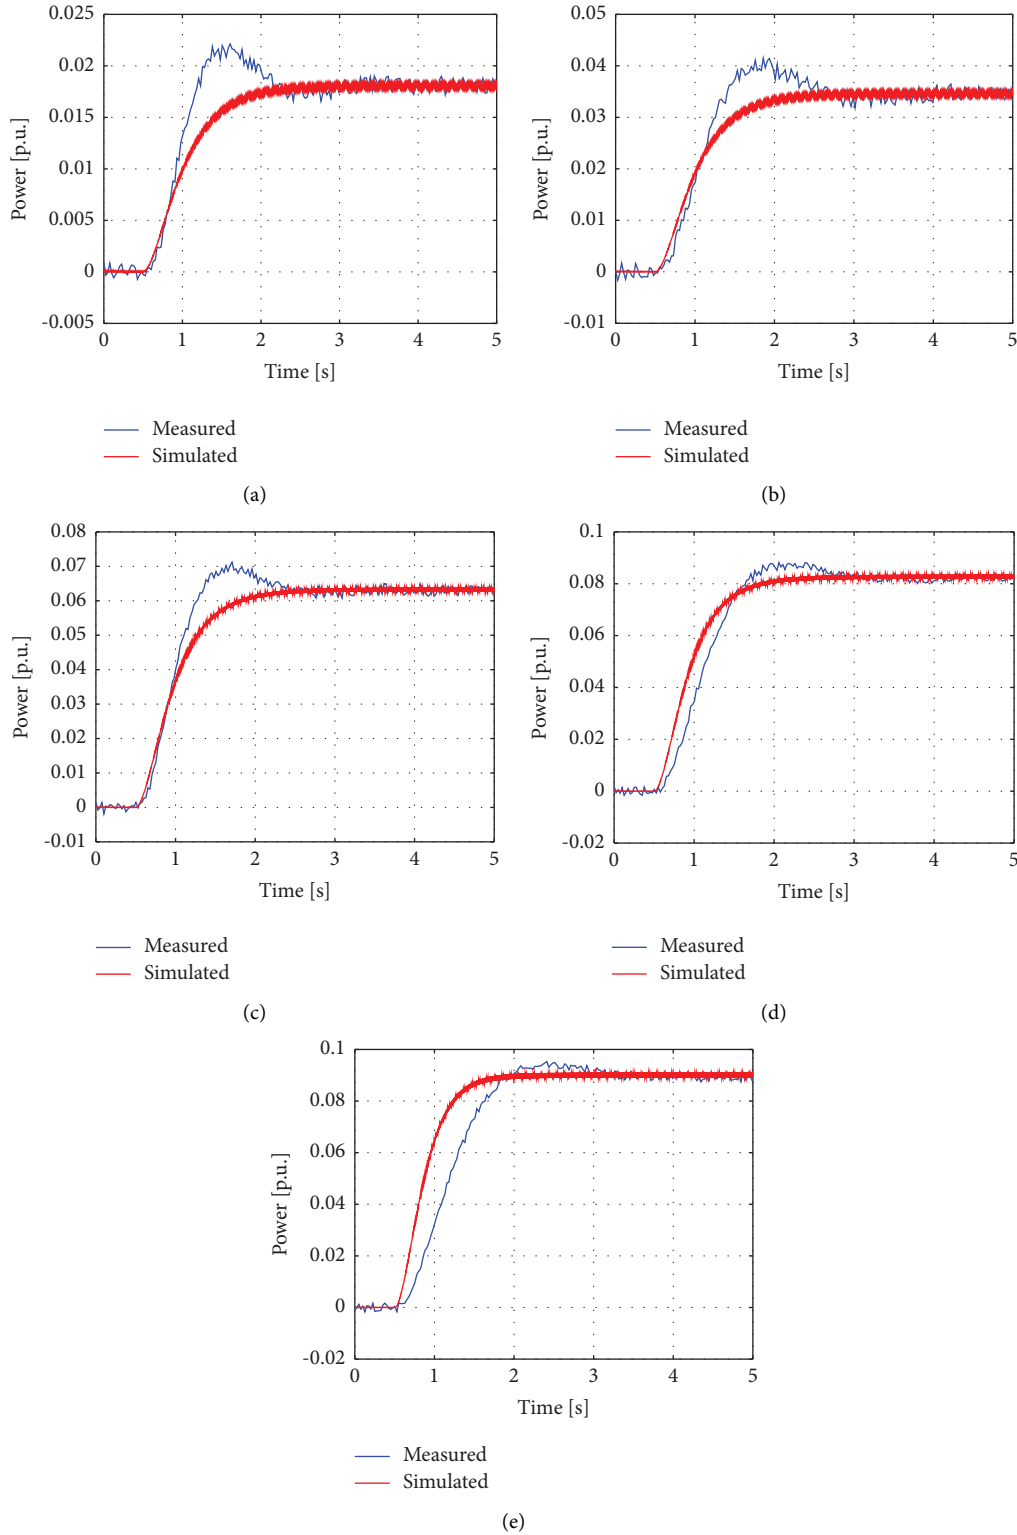 0.025
0.02
0.015
0.01
0.005
0
-0.005
Power [p.u.]
0 1 2 3 4 5
Time [s]
Measured
Simulated
(a)
0.05
0.04
0.03
0.02
0.01
0
-0.01
Power [p.u.]
0 1 2 3 4 5
Time [s]
Measured
Simulated
(b)
0.08
0.07
0.06
0.05
0.04
0.03
0.02
0.01
0
-0.01
Power [p.u.]
0 1 2 3 4 5
Time [s]
Measured
Simulated
(c)
0.1
0.08
0.06
0.04
0.02
0
-0.02
Power [p.u.]
0 1 2 3 4 5
Time [s]
Measured
Simulated
(d)
0.1
0.08
0.06
0.04
0.02
0
-0.02
Power [p.u.]
0 1 2 3 4 5
Time [s]
Measured
Simulated
(e)